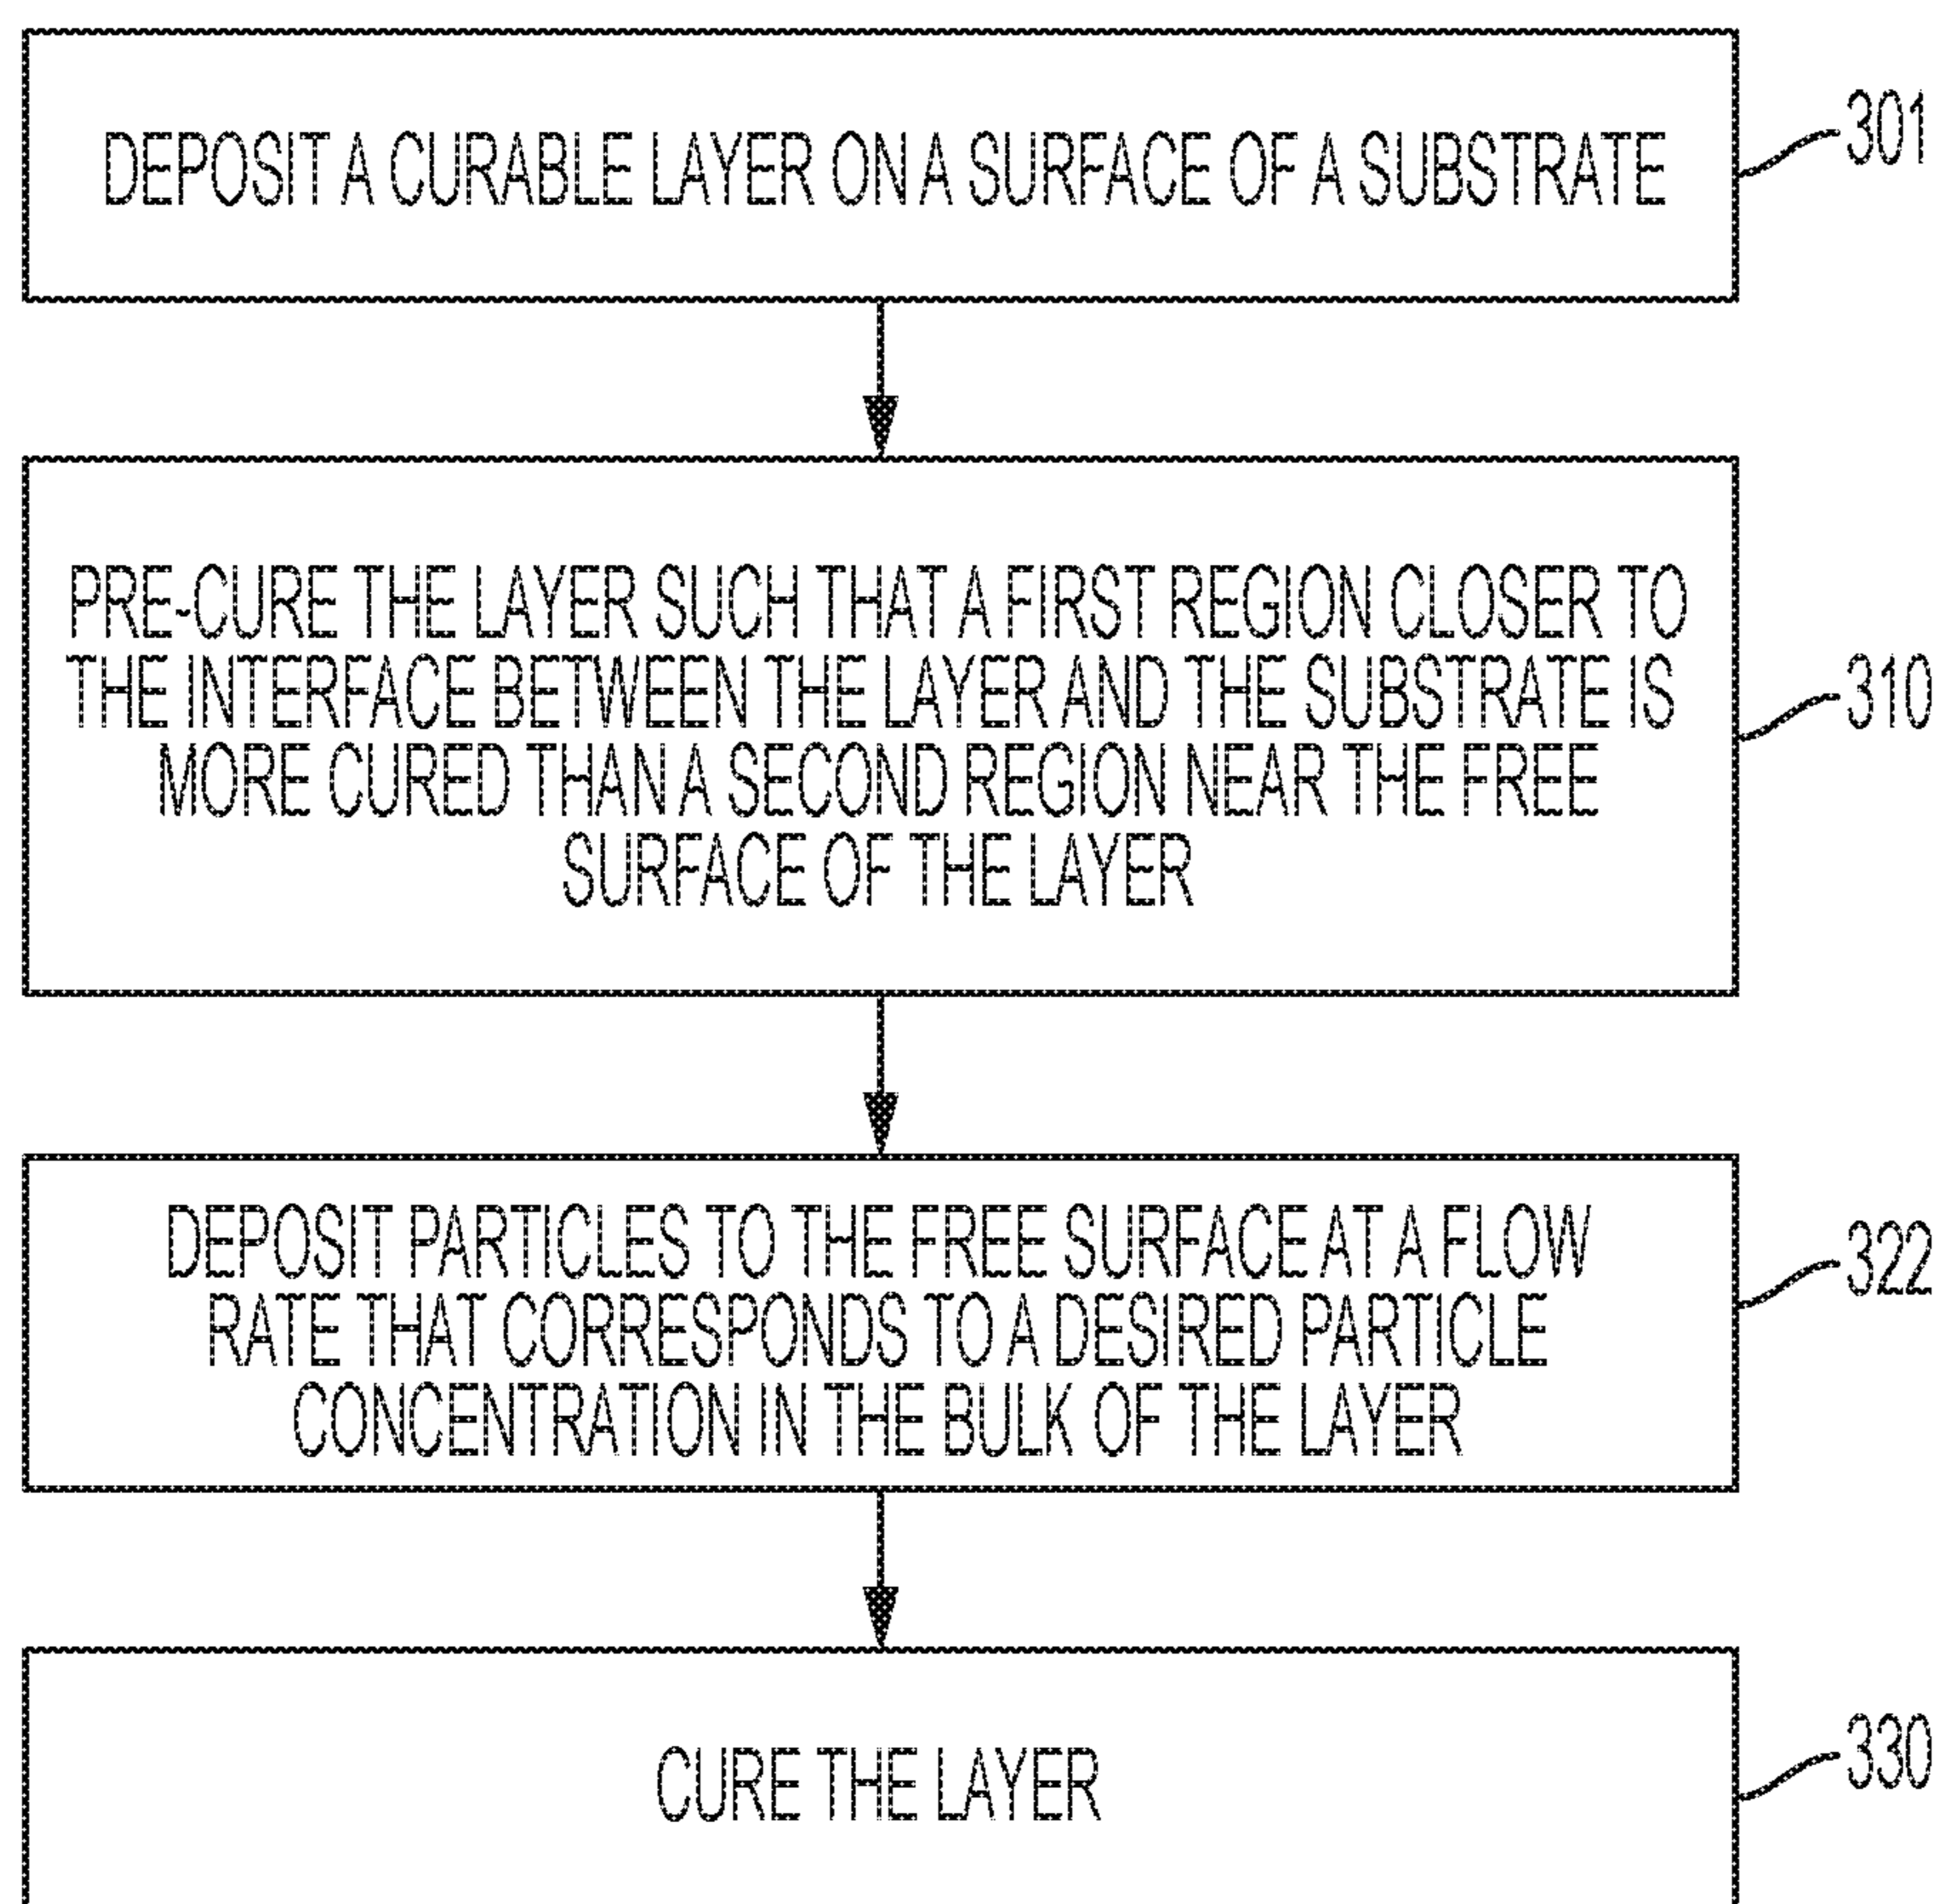 DEPOSIT A CURABLE LAYER ON A SURFACE OF A SUBSTRATE
301
PRE-CURE THE LAYER SUCH THAT A FIRST REGION CLOSER TO
THE INTERFACE BETWEEN THE LAYER AND THE SUBSTRATE IS
MORE CURED THAN A SECOND REGION NEAR THE FREE
SURFACE OF THE LAYER
310
DEPOSIT PARTICLES TO THE FREE SURFACE AT A FLOW
RATE THAT CORRESPONDS TO A DESIRED PARTICLE
CONCENTRATION IN THE BULK OF THE LAYER
322
CURE THE LAYER
330